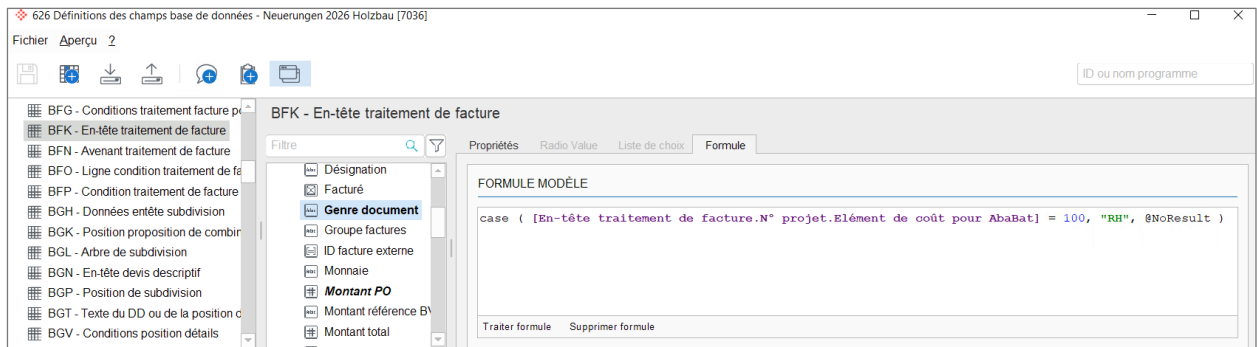 626 Définitions des champs base de données - Neuerungen 2026 Holzbau [7036]
Fichier Aperçu ?
ID ou nom programme
BFG - Conditions traitement facture po
BFK - En-tête traitement de facture
BFN - Avenant traitement de facture
BFO - Ligne condition traitement de fa
BFP - Condition traitement de facture
BGH - Données entête subdivision
BGK - Position proposition de combin
BGL - Arbre de subdivision
BGN - En-tête devis descriptif
BGP - Position de subdivision
BGT - Texte du DD ou de la position d
BGV - Conditions position détails
BFK - En-tête traitement de facture
Filtre
Désignation
Facturé
Genre document
Groupe factures
ID facture externe
Monnaie
Montant PO
Montant référence BV
Montant total
Propriétés Radio Value Liste de choix Formule
FORMULE MODÈLE
case ( [En-tête traitement de facture.N° projet.Elément de coût pour AbaBat] = 100, "RH", @NoResult )
Traiter formule Supprimer formule